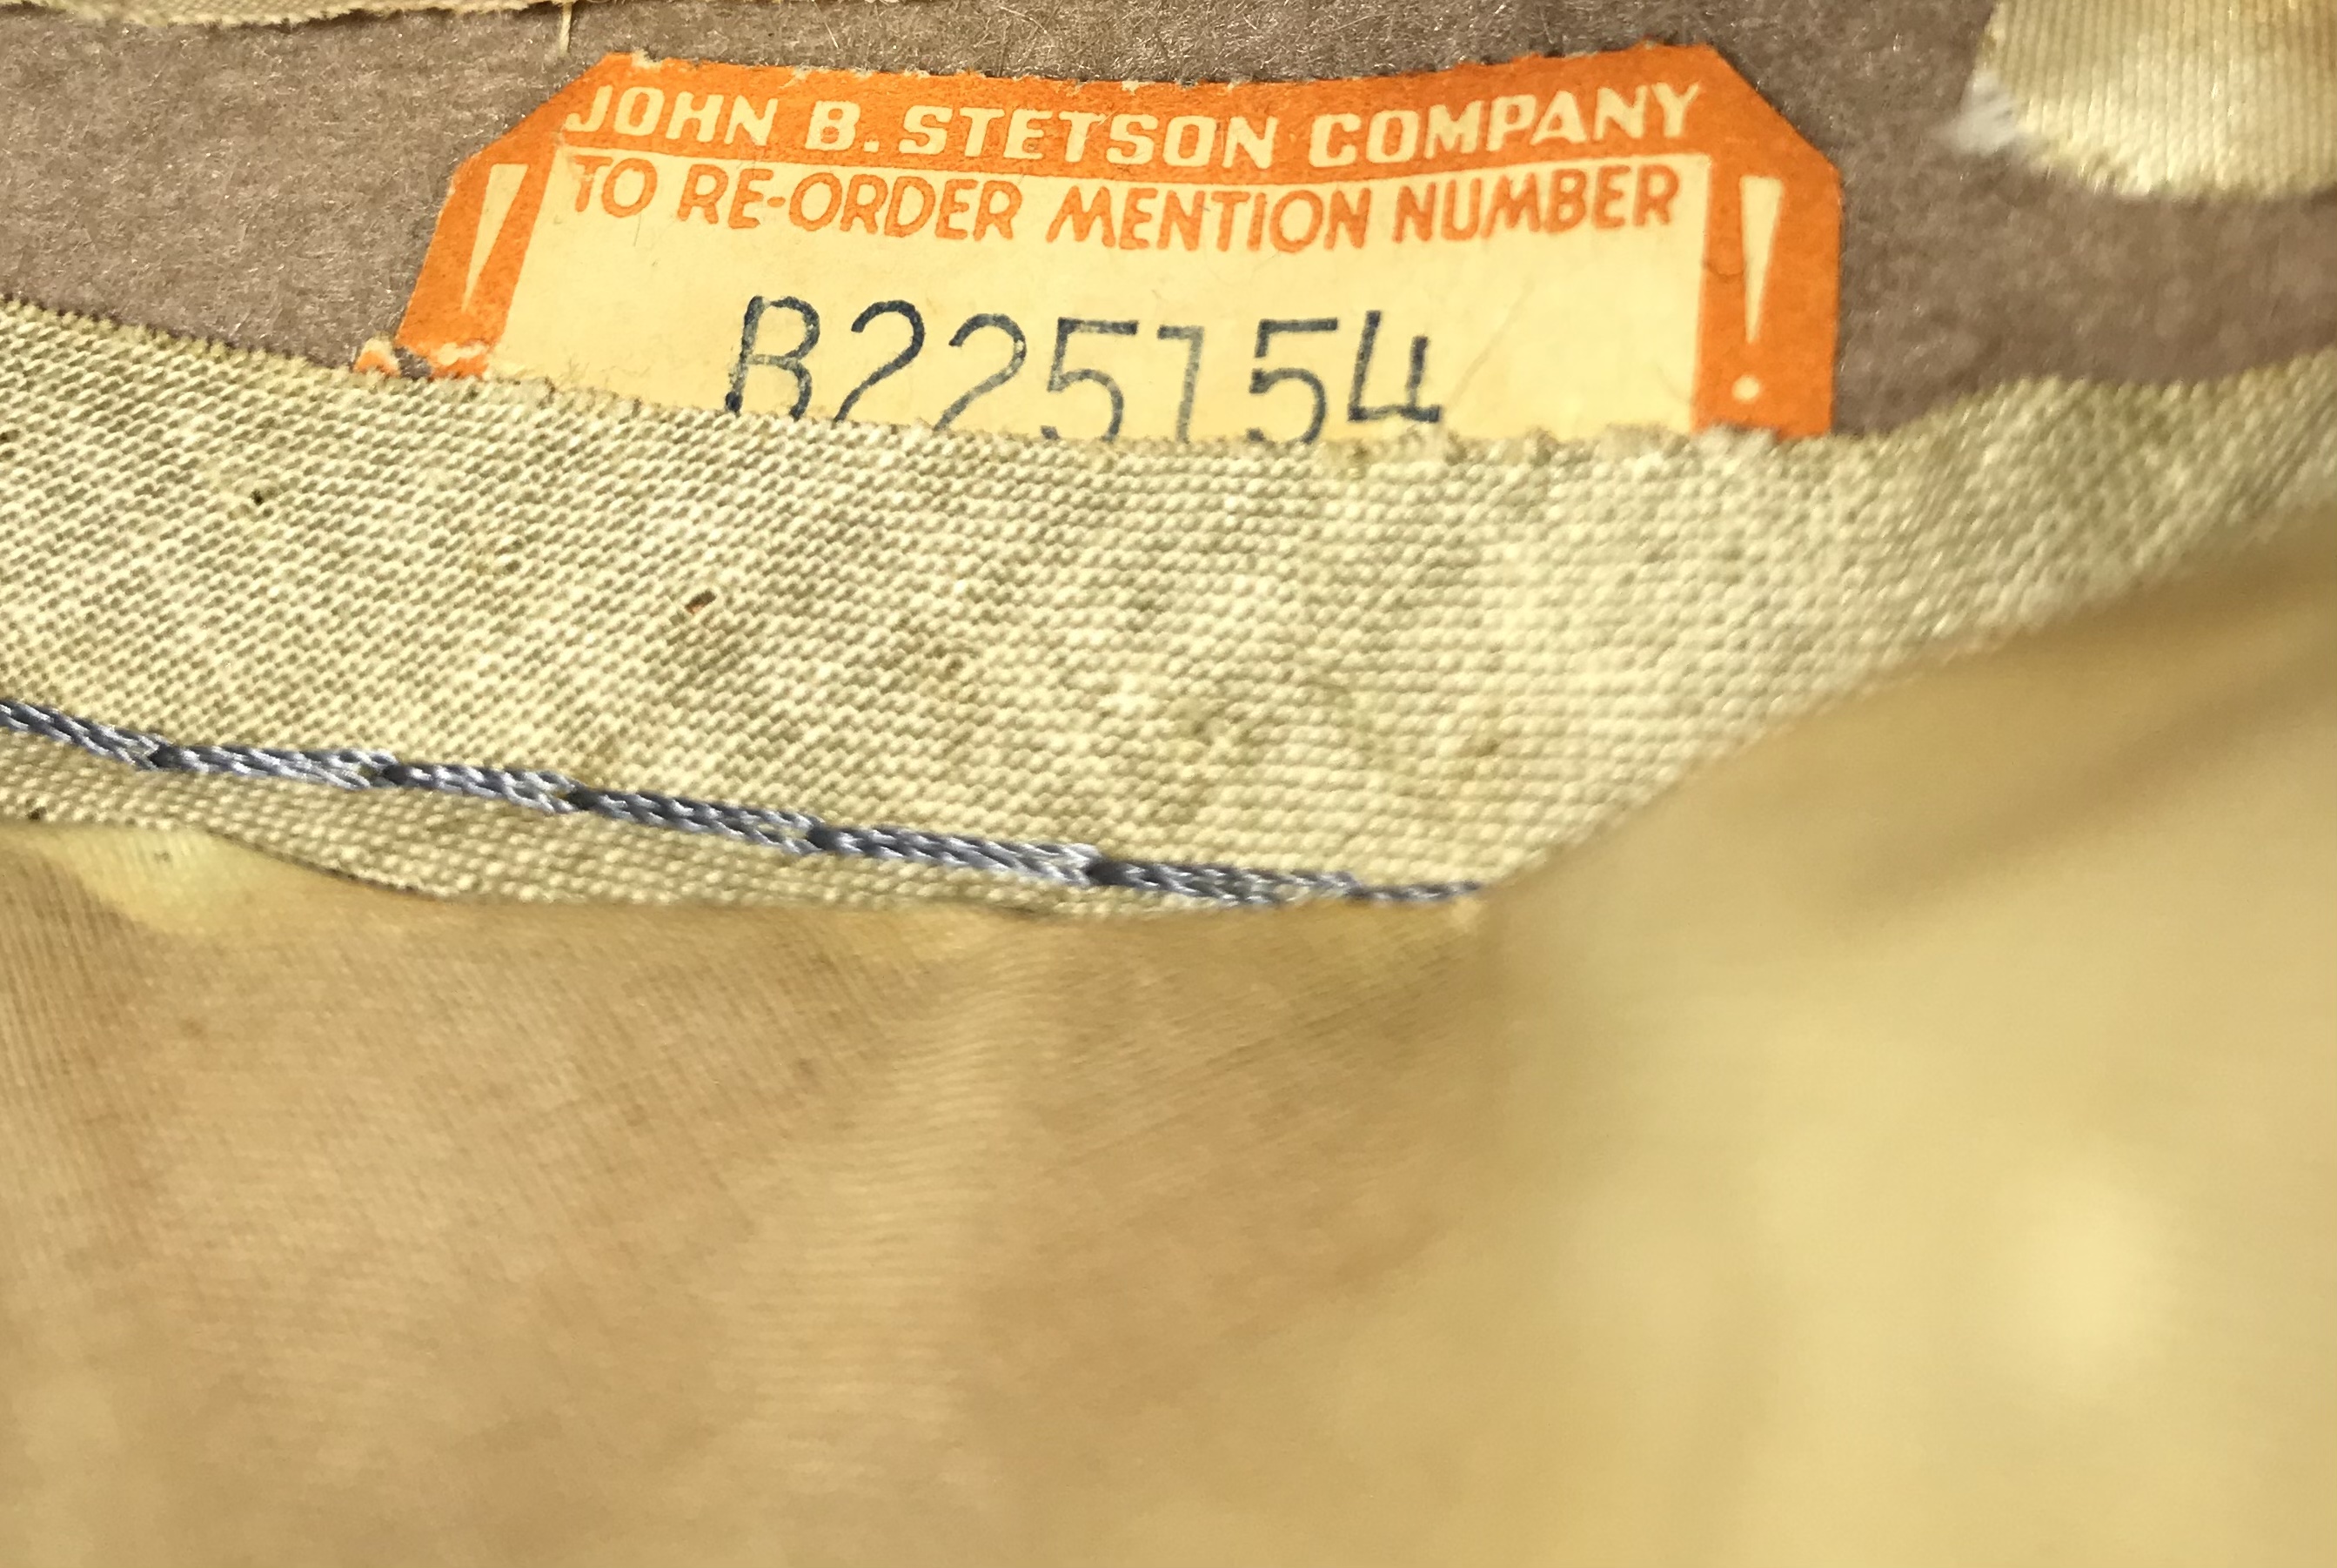 JOHN B. STETSON COMPANY
TO RE-ORDER MENTION NUMBER
B225154